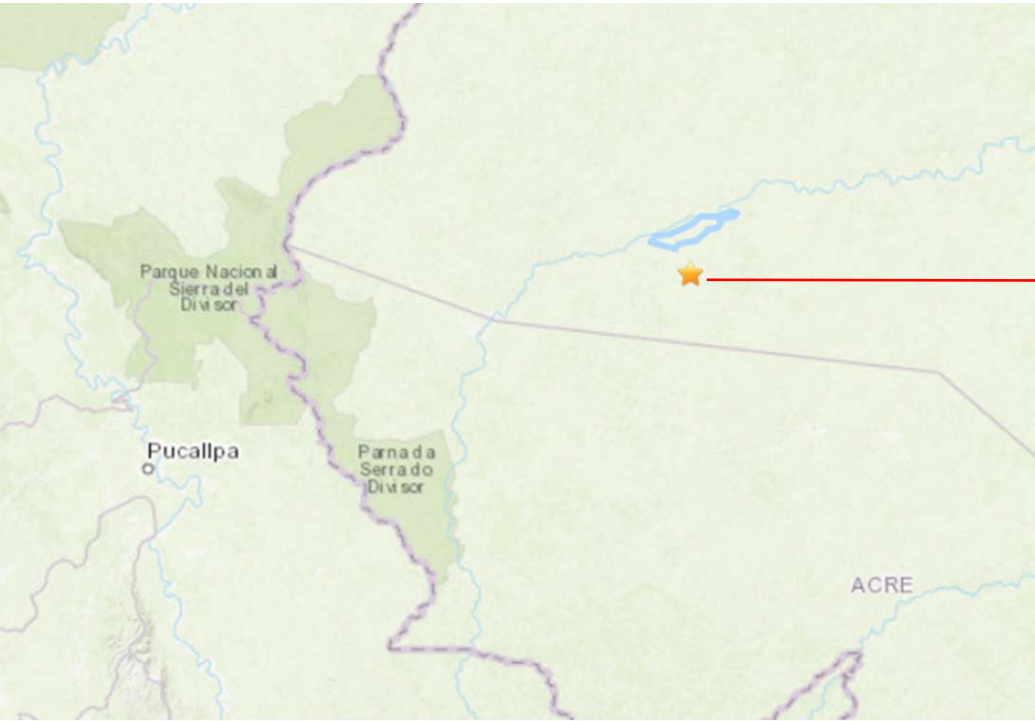 Parque Nacional
Sierra del
Divisor
Pucallpa
Parna da
Serra do
Divisor
ACRE